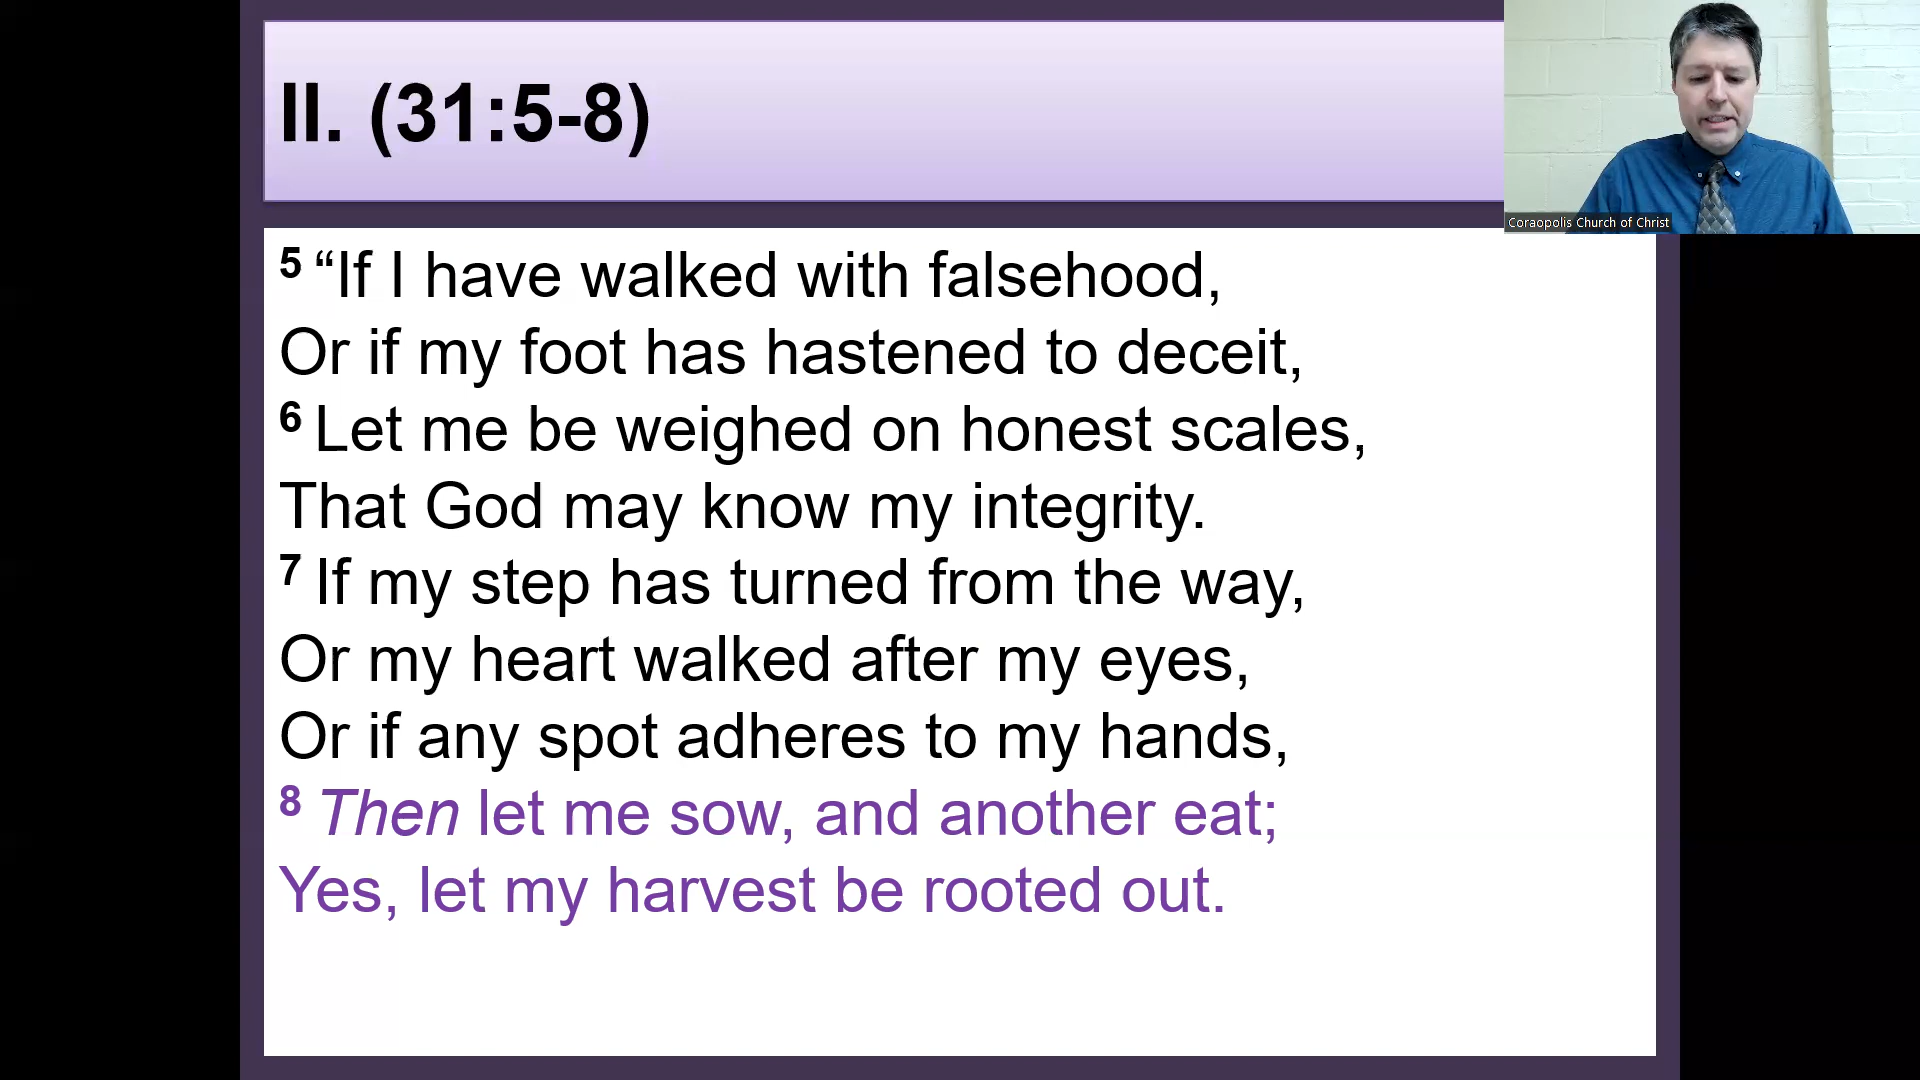 II. (31:5-8)
Coraopolis Church of Christ
5 “If I have walked with falsehood,
Or if my foot has hastened to deceit,
6 Let me be weighed on honest scales,
That God may know my integrity.
7 If my step has turned from the way,
Or my heart walked after my eyes,
Or if any spot adheres to my hands,
8 Then let me sow, and another eat;
Yes, let my harvest be rooted out.